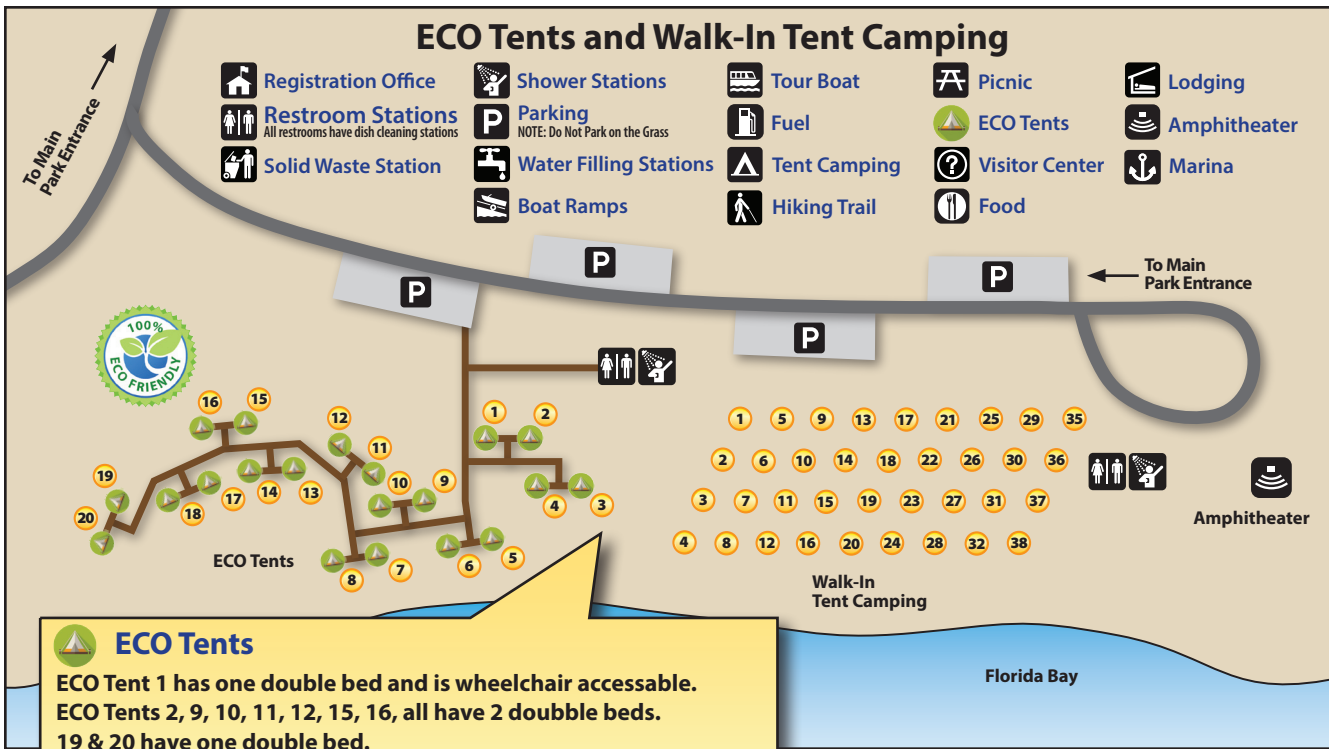 ECO Tents and Walk-In Tent Camping
To Main
Park Entrance
Registration Office
Restroom Stations
All restrooms have dish cleaning stations
Solid Waste Station
Shower Stations
P Parking
NOTE: Do Not Park on the Grass
Water Filling Stations
Boat Ramps
Tour Boat
Fuel
Tent Camping
Hiking Trail
Picnic
ECO Tents
? Visitor Center
Food
Lodging
Amphitheater
Marina
P
P
P
P
To Main
Park Entrance
100%
ECO FRIENDLY
16 15
12
11
19
20
18
17
14
13
10
9
8
7
6
5
1 2
4 3
ECO Tents
1 5 9 13 17 21 25 29 35
2 6 10 14 18 22 26 30 36
3 7 11 15 19 23 27 31 37
4 8 12 16 20 24 28 32 38
Amphitheater
Walk-In
Tent Camping
Florida Bay
ECO Tents
ECO Tent 1 has one double bed and is wheelchair accessable.
ECO Tents 2, 9, 10, 11, 12, 15, 16, all have 2 doubble beds.
19 & 20 have one double bed.